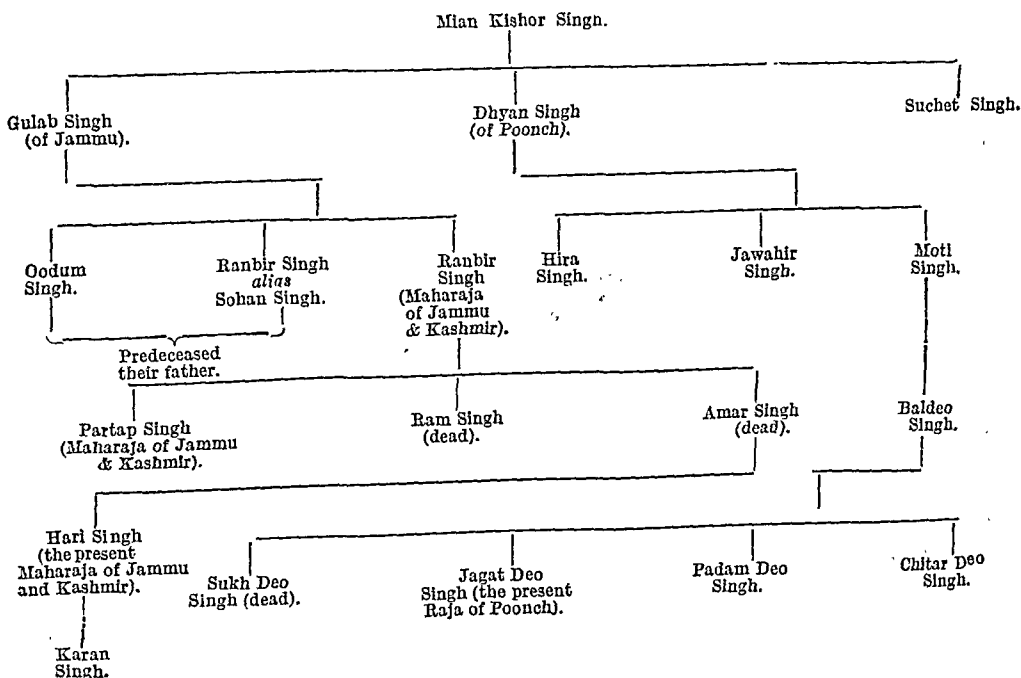 Mian Kishor Singh.
Gulab Singh
(of Jammu).
Dhyan Singh
(of Poonch).
Suchet Singh.
Oodum
Singh.
Ranbir Singh
alias
Sohan Singh.
Ranbir
Singh
(Maharaja
of Jammu
& Kashmir).
Hira
Singh.
Jawahir
Singh.
Moti
Singh.
Predeceased
their father.
Partap Singh
(Maharaja of Jammu
& Kashmir).
Ram Singh
(dead).
Amar Singh
(dead).
Baldeo
Singh.
Hari Singh
(the present
Maharaja of Jammu
and Kashmir).
Sukh Deo
Singh (dead).
Jagat Deo
Singh (the present
Raja of Poonch).
Padam Deo
Singh.
Chitar Deo
Singh.
Karan
Singh.